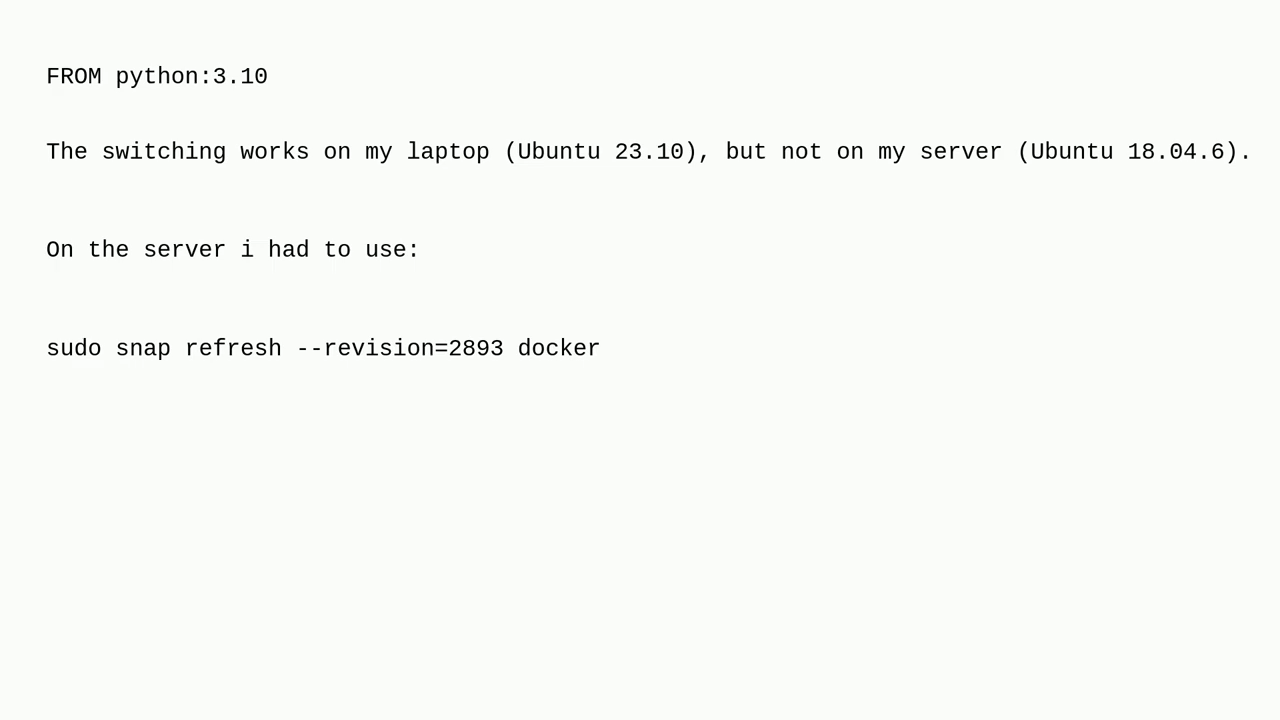 FROM python:3.10
The switching works on my laptop (Ubuntu 23.10), but not on my server (Ubuntu 18.04.6).
On the server i had to use:
sudo snap refresh --revision=2893 docker